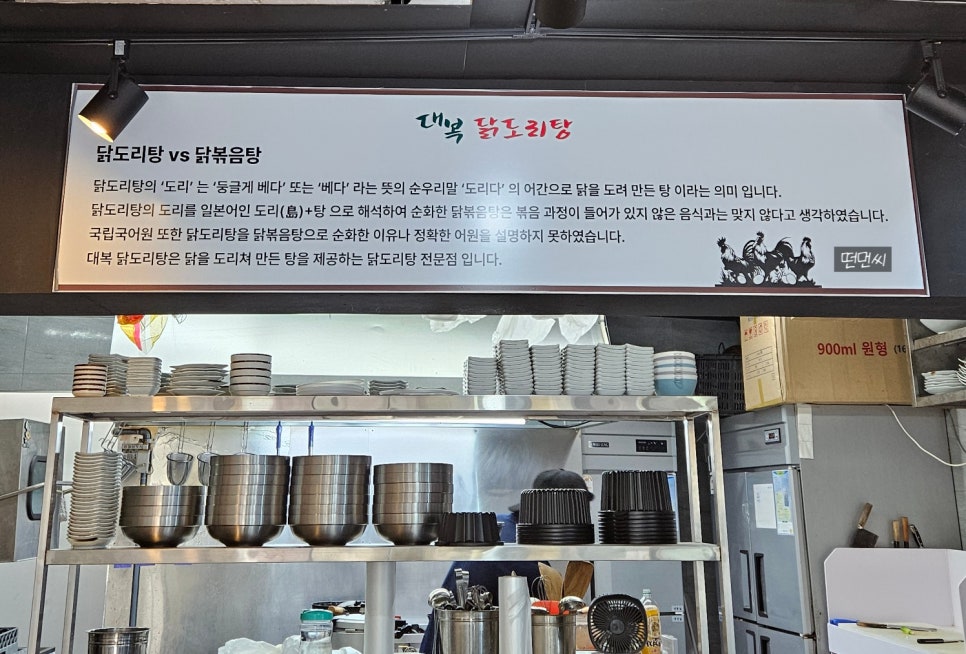 대복 닭도리탕
닭도리탕 vs 닭볶음탕
닭도리탕의 ‘도리’ 는 ‘둥글게 베다’ 또는 ‘베다’ 라는 뜻의 순우리말 ‘도리다’ 의 어간으로 닭을 도려 만든 탕 이라는 의미 입니다.
닭도리탕의 도리를 일본어인 도리(島)+탕 으로 해석하여 순화한 닭볶음탕은 볶음 과정이 들어가 있지 않은 음식과는 맞지 않다고 생각하였습니다.
국립국어원 또한 닭도리탕을 닭볶음탕으로 순화한 이유나 정확한 어원을 설명하지 못하였습니다.
대복 닭도리탕은 닭을 도리쳐 만든 탕을 제공하는 닭도리탕 전문점 입니다.
떤먼씨
900ml 원형 (16